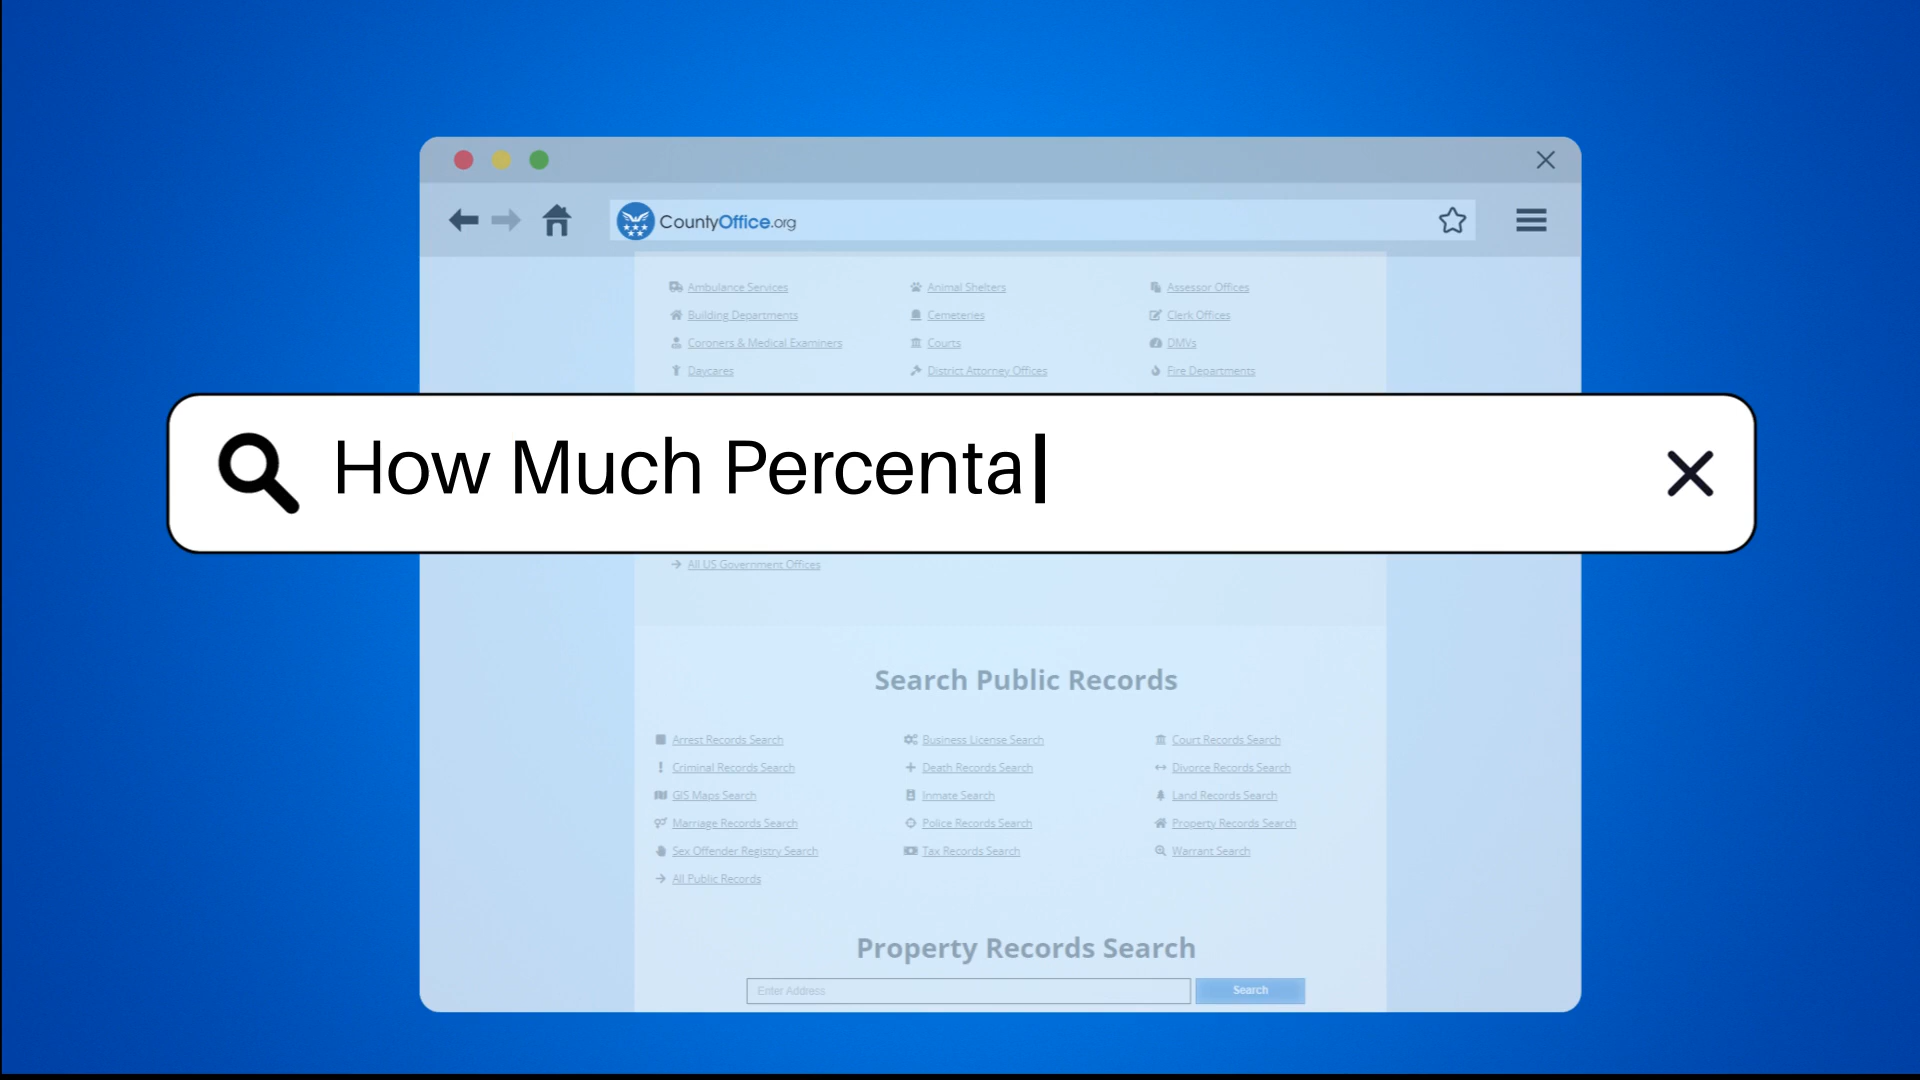 CountyOffice.org
Ambulance Services Animal Shelters Assessor Offices
Building Departments Cemeteries Clerk Offices
Coroners & Medical Examiners Courts DMVs
Daycares District Attorney Offices Fire Departments
How Much Percenta
All US Government Offices
Search Public Records
Arrest Records Search Business License Search Court Records Search
Criminal Records Search Death Records Search Divorce Records Search
GIS Maps Search Inmate Search Land Records Search
Marriage Records Search Police Records Search Property Records Search
Sex Offender Registry Search Tax Records Search Warrant Search
All Public Records
Property Records Search
Enter Address Search